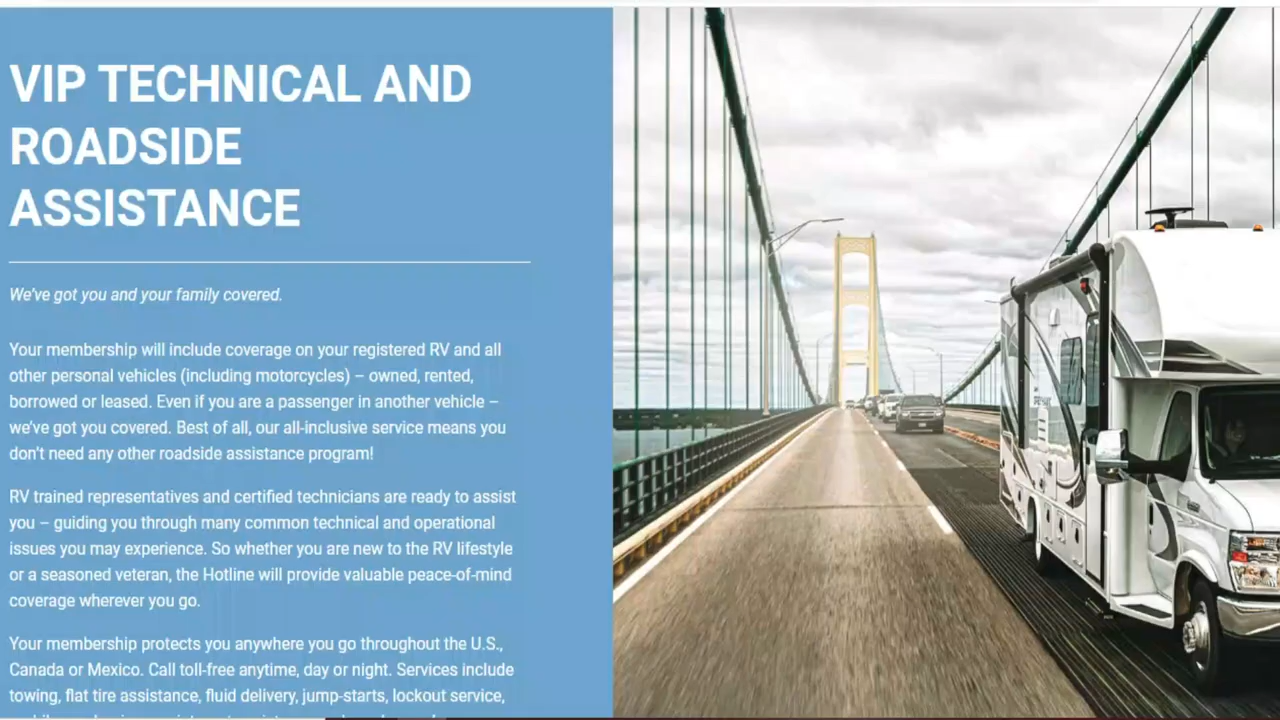 VIP TECHNICAL AND
ROADSIDE
ASSISTANCE
We've got you and your family covered.
Your membership will include coverage on your registered RV and all
other personal vehicles (including motorcycles) – owned, rented,
borrowed or leased. Even if you are a passenger in another vehicle –
we've got you covered. Best of all, our all-inclusive service means you
don't need any other roadside assistance program!
RV trained representatives and certified technicians are ready to assist
you – guiding you through many common technical and operational
issues you may experience. So whether you are new to the RV lifestyle
or a seasoned veteran, the Hotline will provide valuable peace-of-mind
coverage wherever you go.
Your membership protects you anywhere you go throughout the U.S.,
Canada or Mexico. Call toll-free anytime, day or night. Services include
towing, flat tire assistance, fluid delivery, jump-starts, lockout service,